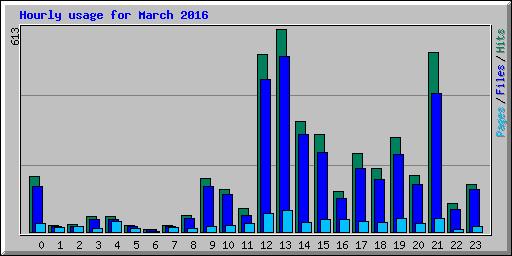 Hourly usage for March 2016
613
Pages/Files/Hits
0 1 2 3 4 5 6 7 8 9 10 11 12 13 14 15 16 17 18 19 20 21 22 23